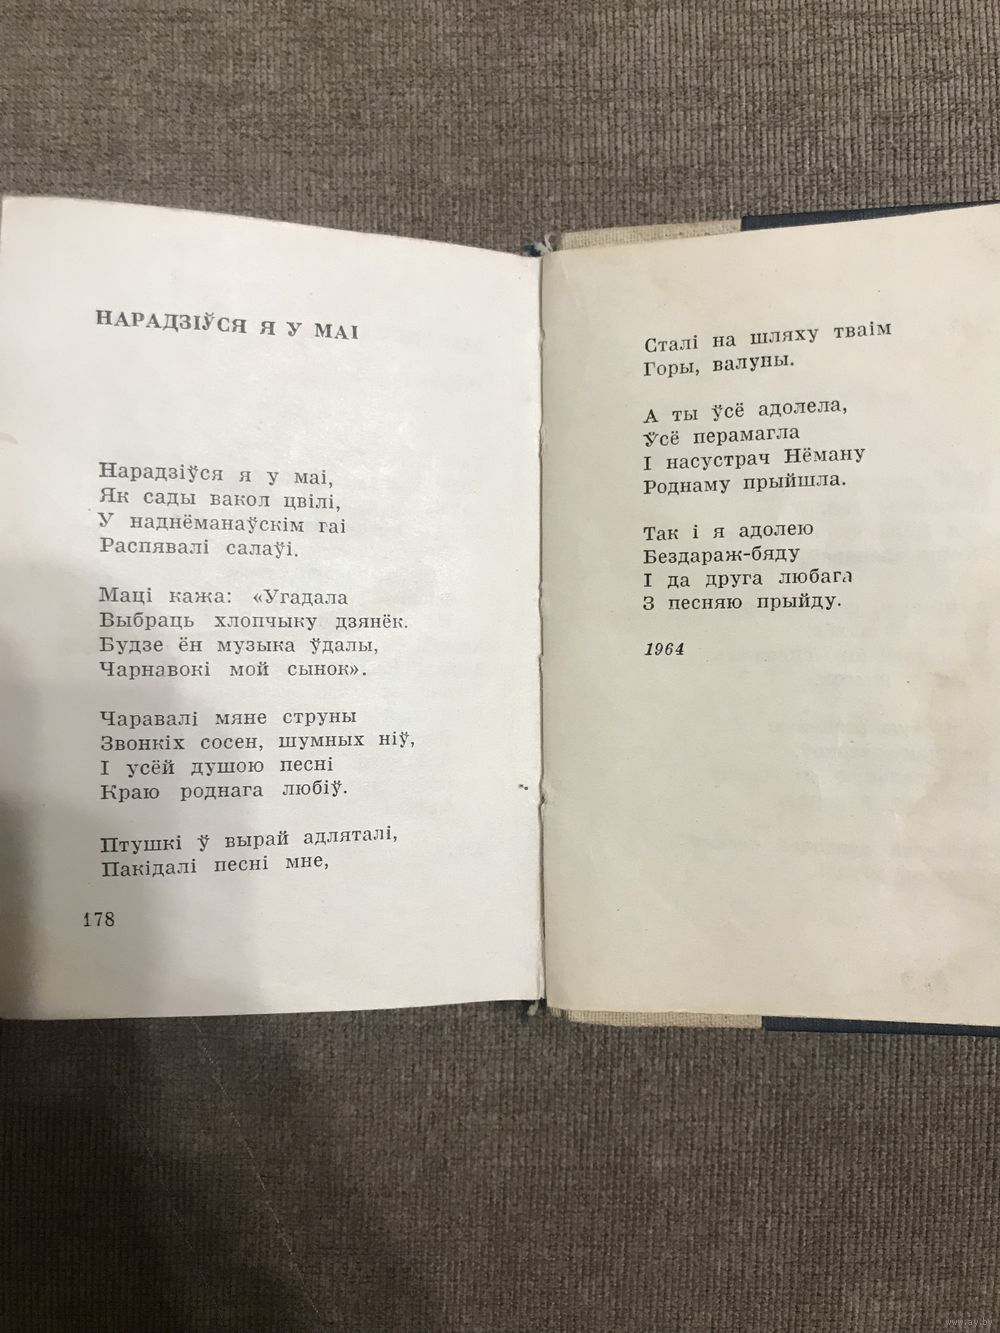 НАРАДЗІЎСЯ Я У МАІ
Нарадзіўся я у маі,
Як сады вакол цвілі,
У наднёманаўскім гаі
Распявалі салаўі.
Маці кажа: «Угадала
Выбраць хлопчыку дзянёк.
Будзе ён музыка ўдалы,
Чарнавокі мой сынок».
Чаравалі мяне струны
Звонкіх сосен, шумных ніў,
І усёй душою песні
Краю роднага любіў.
Птушкі ў вырай адляталі,
Пакідалі песні мне,
178
Сталі на шляху тваім
Горы, валуны.
А ты ўсё адолела,
Ўсё перамагла
І насустрач Нёману
Роднаму прыйшла.
Так і я адолею
Бездараж-бяду
І да друга любага
З песняю прыйду.
1964
www.ay.by